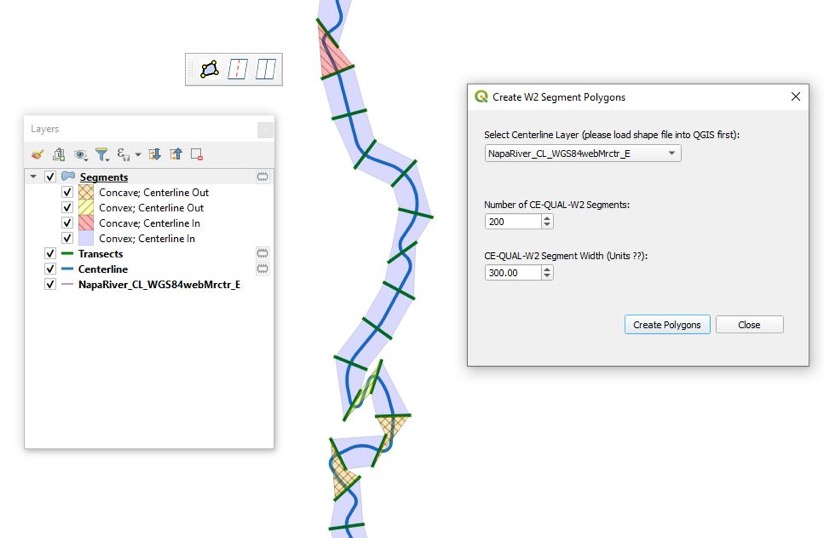 Layers
Segments
Concave; Centerline Out
Convex; Centerline Out
Concave; Centerline In
Convex; Centerline In
Transects
Centerline
NapaRiver_CL_WGS84webMrctr_E
Create W2 Segment Polygons
Select Centerline Layer (please load shape file into QGIS first):
NapaRiver_CL_WGS84webMrctr_E
Number of CE-QUAL-W2 Segments:
200
CE-QUAL-W2 Segment Width (Units ??):
300.00
Create Polygons
Close